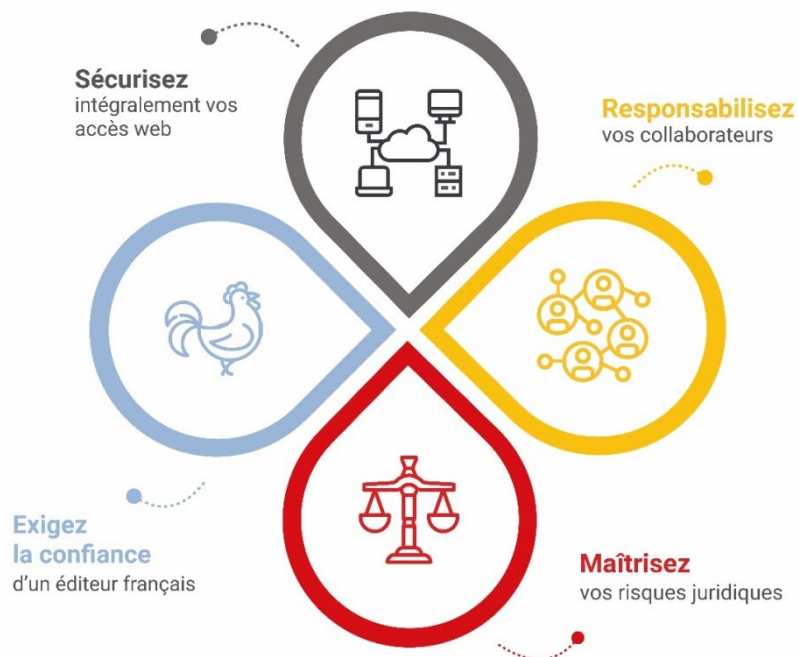 Sécurisez
intégralement vos
accès web
Responsabilisez
vos collaborateurs
Exigez
la confiance
d'un éditeur français
Maîtrisez
vos risques juridiques